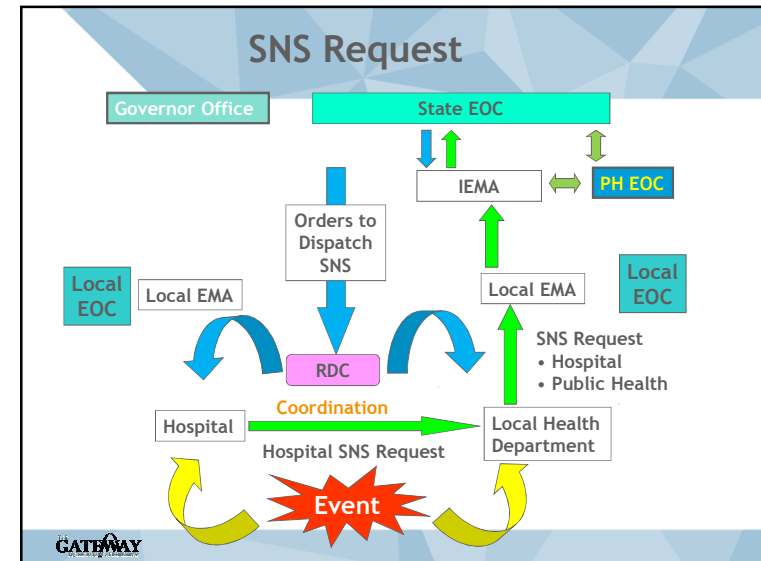 SNS Request
Governor Office
State EOC
IEMA
PH EOC
Orders to
Dispatch
SNS
Local
EOC
Local EMA
Local EMA
Local
EOC
SNS Request
• Hospital
• Public Health
RDC
Coordination
Hospital
Local Health
Department
Hospital SNS Request
Event
GATEWAY